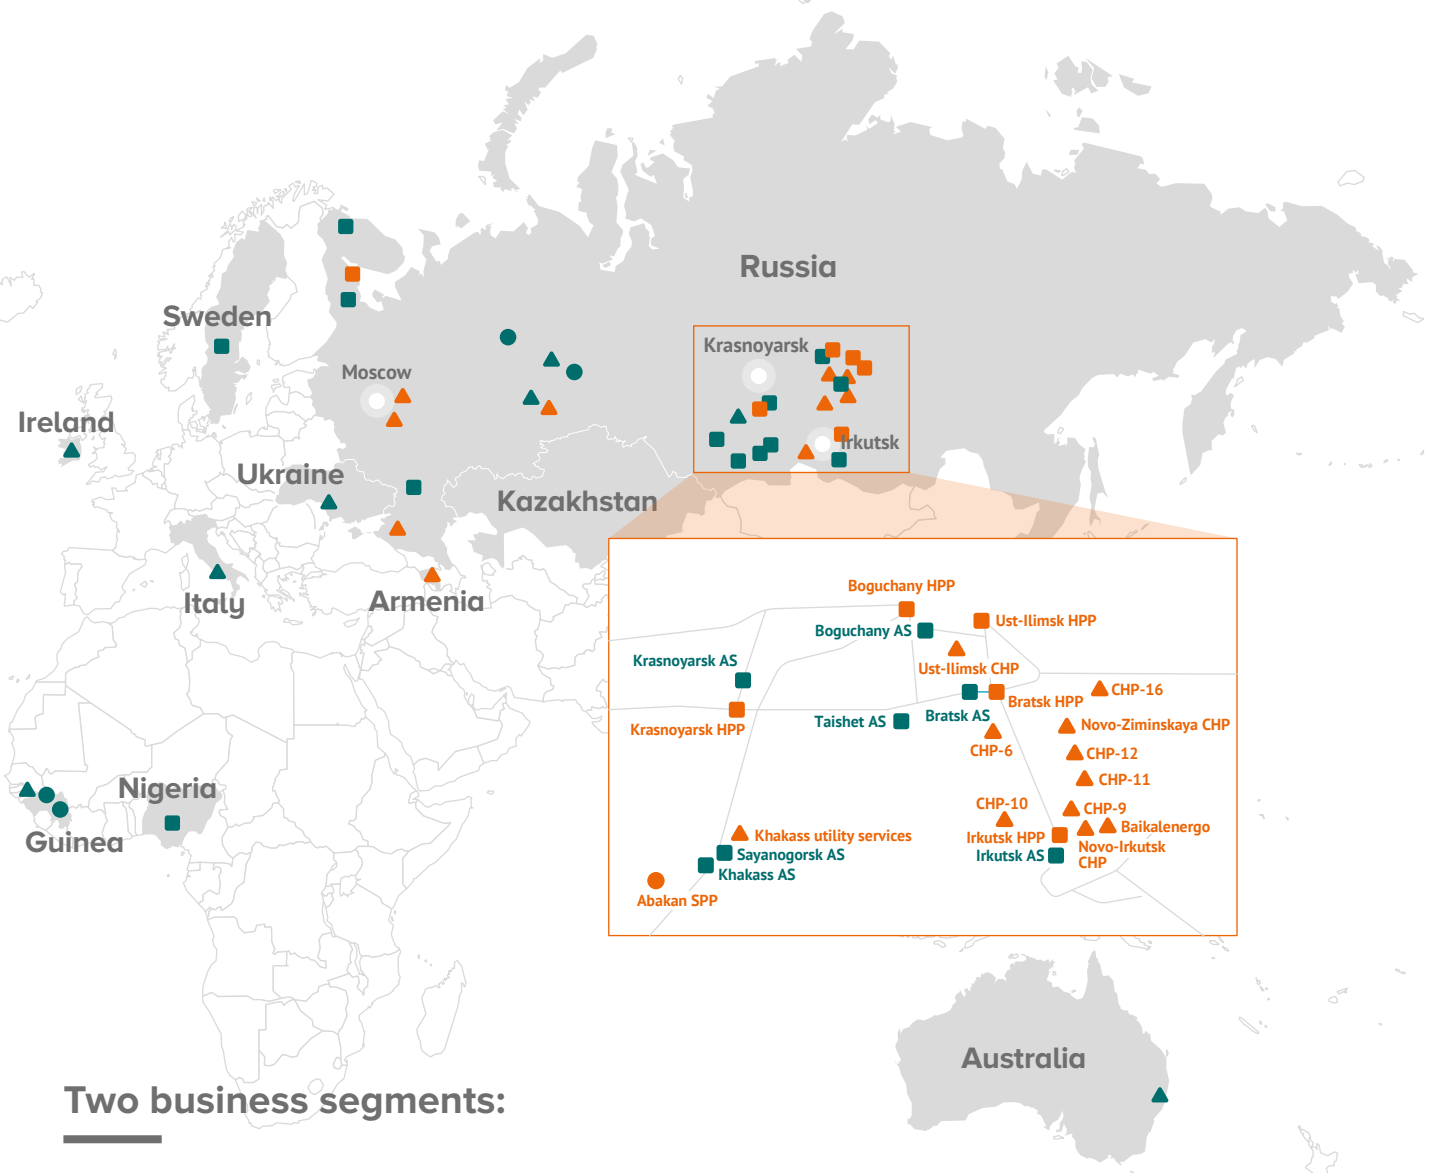 Russia
Sweden
Krasnoyarsk
Moscow
Ireland
Irkutsk
Ukraine
Kazakhstan
Italy
Armenia
Boguchany HPP
Ust-Ilimsk HPP
Boguchany AS
Krasnoyarsk AS
Ust-Ilimsk CHP
CHP-16
Bratsk HPP
Bratsk AS
Taishet AS
Krasnoyarsk HPP
Novo-Ziminskaya CHP
CHP-6
CHP-12
CHP-11
Nigeria
CHP-10
CHP-9
Baikalenergo
Guinea
Khakass utility services
Irkutsk HPP
Novo-Irkutsk
CHP
Sayanogorsk AS
Irkutsk AS
Khakass AS
Abakan SPP
Australia
Two business segments: